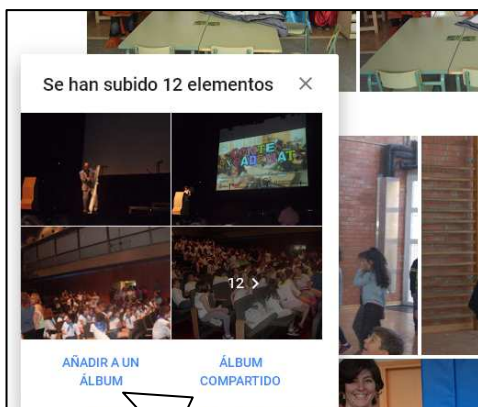 Se han subido 12 elementos
12 >
AÑADIR A UN
ÁLBUM
ÁLBUM
COMPARTIDO